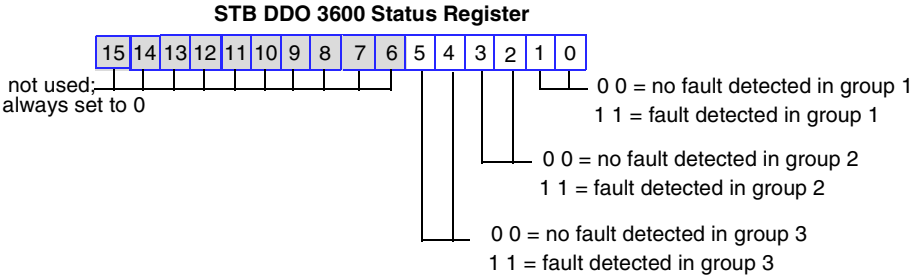 STB DDO 3600 Status Register
15 14 13 12 11 10 9 8 7 6 5 4 3 2 1 0
not used;
always set to 0
0 0 = no fault detected in group 1
1 1 = fault detected in group 1
0 0 = no fault detected in group 2
1 1 = fault detected in group 2
0 0 = no fault detected in group 3
1 1 = fault detected in group 3